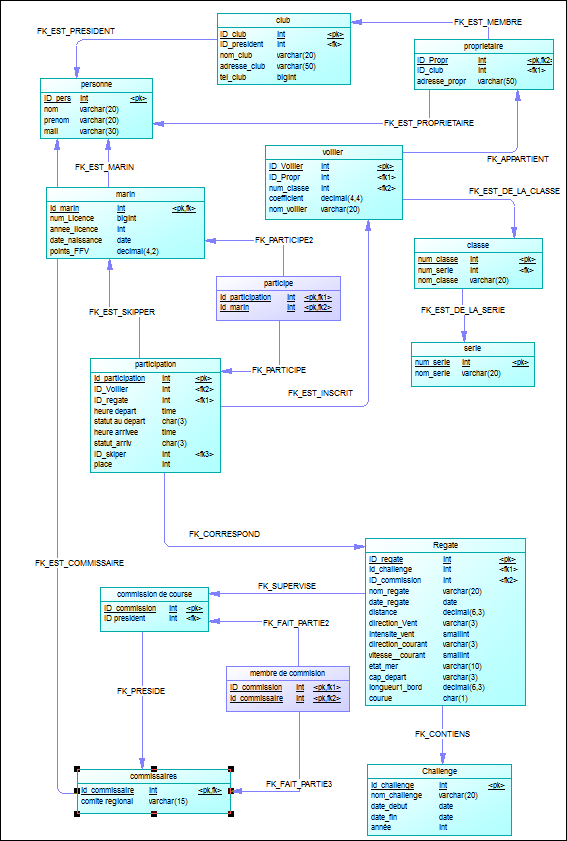 club
ID_club int <pk>
ID_president int <fk>
nom_club varchar(20)
adresse_club varchar(50)
tel_club bigint
FK_EST_MEMBRE
FK_EST_PRESIDENT
proprietaire
ID_Propr int <pk,fk2>
ID_club int <fk1>
adresse_propr varchar(50)
personne
ID_pers int <pk>
nom varchar(20)
prenom varchar(20)
mail varchar(30)
FK_EST_PROPRIETAIRE
FK_EST_MARIN
voilier
ID_Voilier int <pk>
ID_Propr int <fk1>
num_classe int <fk2>
coefficient decimal(4,4)
nom_voilier varchar(20)
FK_APPARTIENT
FK_EST_DE_LA_CLASSE
marin
id_marin int <pk,fk>
num_Licence bigint
annee_licence int
date_naissance date
points_FFV decimal(4,2)
FK_PARTICIPE2
classe
num_classe int <pk>
num_serie int <fk>
nom_classe varchar(20)
participe
id_participation int <pk,fk1>
id_marin int <pk,fk2>
FK_EST_SKIPPER
FK_EST_DE_LA_SERIE
serie
num_serie int <pk>
nom_serie varchar(20)
participation
id_participation int <pk>
ID_Voilier int <fk2>
ID_regate int <fk1>
heure depart time
statut au depart char(3)
heure arrivee time
statut_arriv char(3)
ID_skiper int <fk3>
place int
FK_PARTICIPE
FK_EST_INSCRIT
FK_CORRESPOND
FK_EST_COMMISSAIRE
Regate
ID_regate int <pk>
id_challenge int <fk1>
ID_commission int <fk2>
nom_regate varchar(20)
date_regate date
distance decimal(6,3)
direction_Vent varchar(3)
intensite_vent smallint
direction_courant varchar(3)
vitesse__courant smallint
etat_mer varchar(10)
cap_depart varchar(3)
longueur1_bord decimal(6,3)
courue char(1)
FK_SUPERVISE
commission de course
ID_commission int <pk>
ID president int <fk>
FK_FAIT_PARTIE2
membre de commision
ID_commission int <pk,fk1>
id_commissaire int <pk,fk2>
FK_PRESIDE
FK_CONTIENS
commissaires
id_commissaire int <pk,fk>
comite regional varchar(15)
FK_FAIT_PARTIE3
Challenge
id_challenge int <pk>
nom_challenge varchar(20)
date_debut date
date_fin date
année int